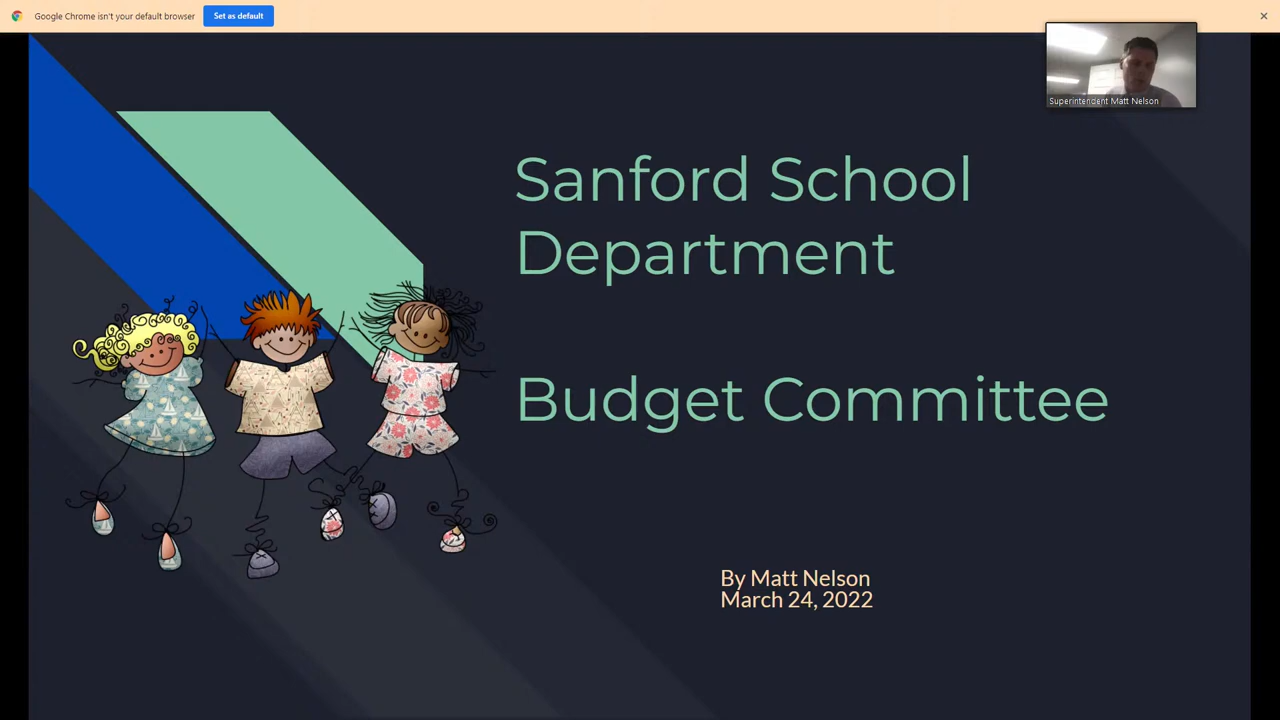 Google Chrome isn't your default browser
Set as default
Superintendent Matt Nelson
Sanford School
Department
Budget Committee
By Matt Nelson
March 24, 2022